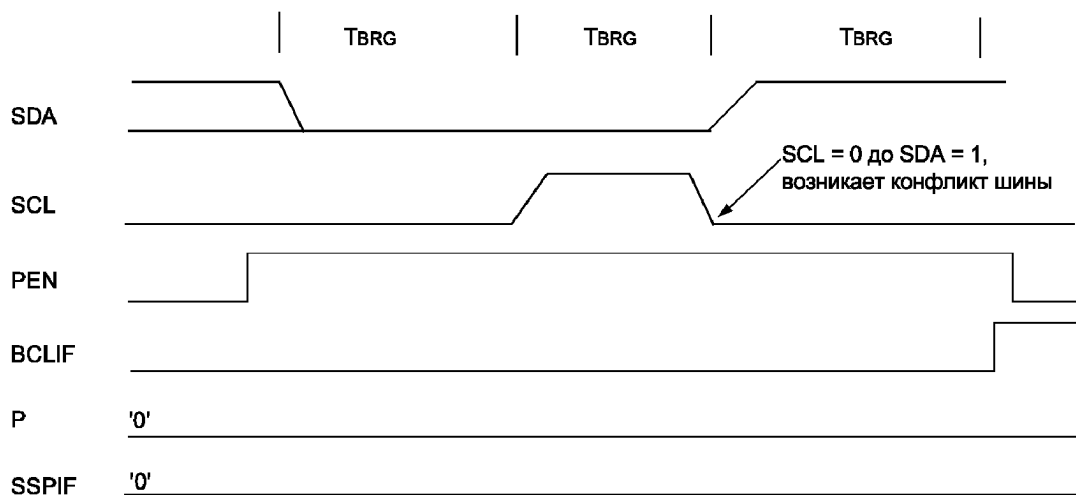 TBRG TBRG TBRG
SDA
SCL = 0 до SDA = 1,
возникает конфликт шины
SCL
PEN
BCLIF
P '0'
SSPIF '0'